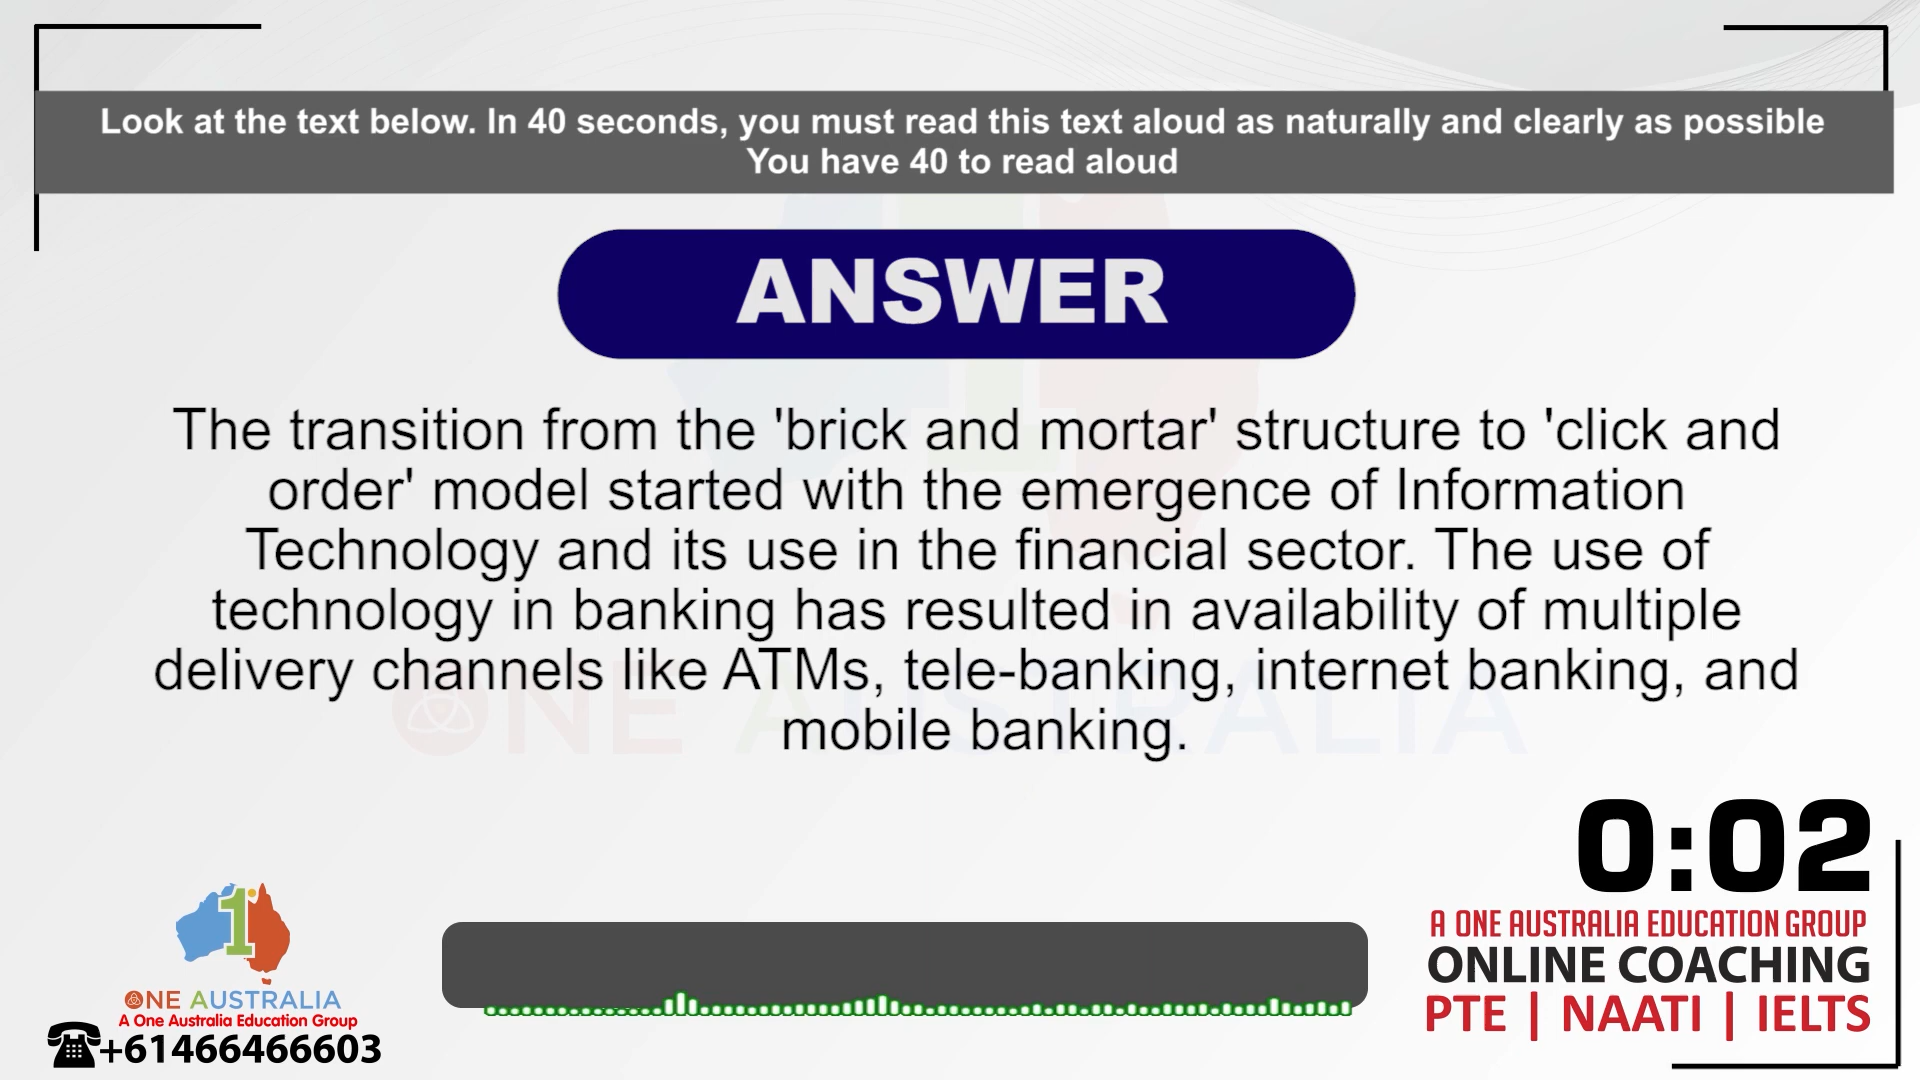 Look at the text below. In 40 seconds, you must read this text aloud as naturally and clearly as possible
You have 40 to read aloud
ANSWER
The transition from the 'brick and mortar' structure to 'click and
order' model started with the emergence of Information
Technology and its use in the financial sector. The use of
technology in banking has resulted in availability of multiple
delivery channels like ATMs, tele-banking, internet banking, and
mobile banking.
ONE AUSTRALIA
0:02
A ONE AUSTRALIA EDUCATION GROUP
ONLINE COACHING
PTE | NAATI | IELTS
1
ONE AUSTRALIA
A One Australia Education Group
+61466466603